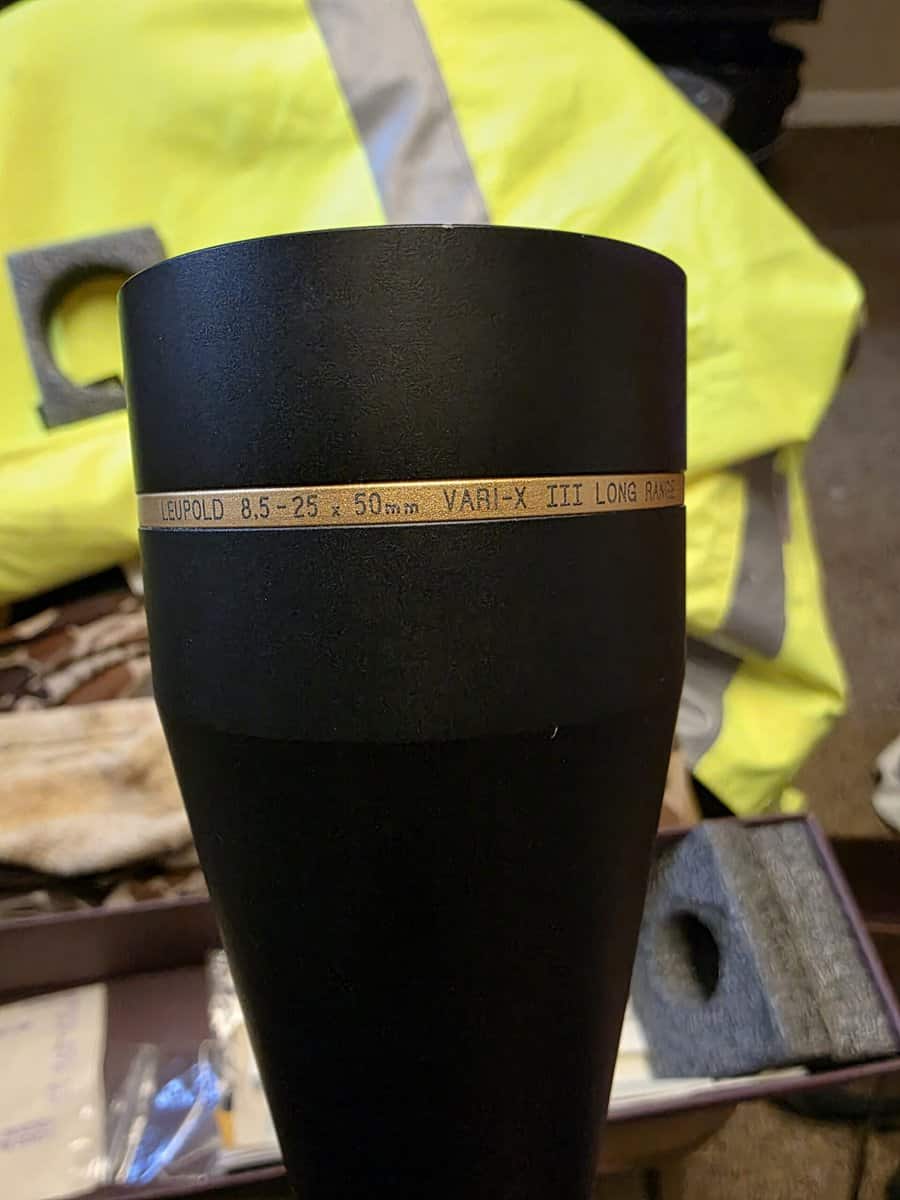 LEUPOLD 8.5-25 x 50mm VARI-X III LONG RANGE